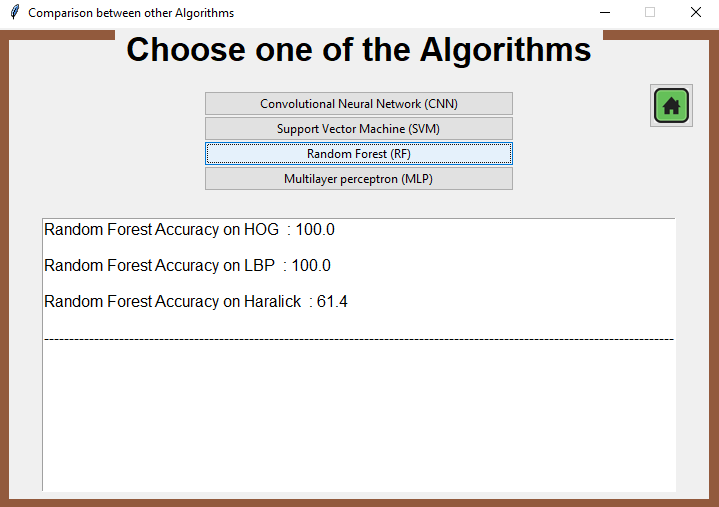 Comparison between other Algorithms
Choose one of the Algorithms
Convolutional Neural Network (CNN)
Support Vector Machine (SVM)
Random Forest (RF)
Multilayer perceptron (MLP)
Random Forest Accuracy on HOG  : 100.0
Random Forest Accuracy on LBP  : 100.0
Random Forest Accuracy on Haralick  : 61.4
------------------------------------------------------------------------------------------------------------------------------